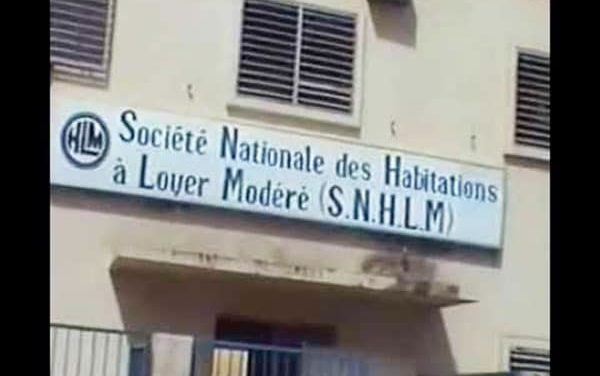 HLM
Société Nationale des Habitations
à Loyer Modéré (S.N.H.L.M)